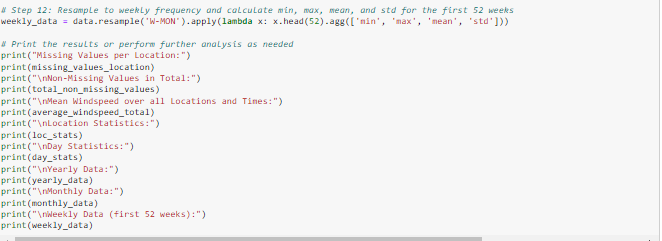 # Step 12: Resample to weekly frequency and calculate min, max, mean, and std for the first 52 weeks
weekly_data = data.resample('W-MON').apply(lambda x: x.head(52).agg(['min', 'max', 'mean', 'std']))
# Print the results or perform further analysis as needed
print("Missing Values per Location:")
print(missing_values_location)
print("\nNon-Missing Values in Total:")
print(total_non_missing_values)
print("\nMean Windspeed over all Locations and Times:")
print(average_windspeed_total)
print("\nLocation Statistics:")
print(loc_stats)
print("\nDay Statistics:")
print(day_stats)
print("\nYearly Data:")
print(yearly_data)
print("\nMonthly Data:")
print(monthly_data)
print("\nWeekly Data (first 52 weeks):")
print(weekly_data)